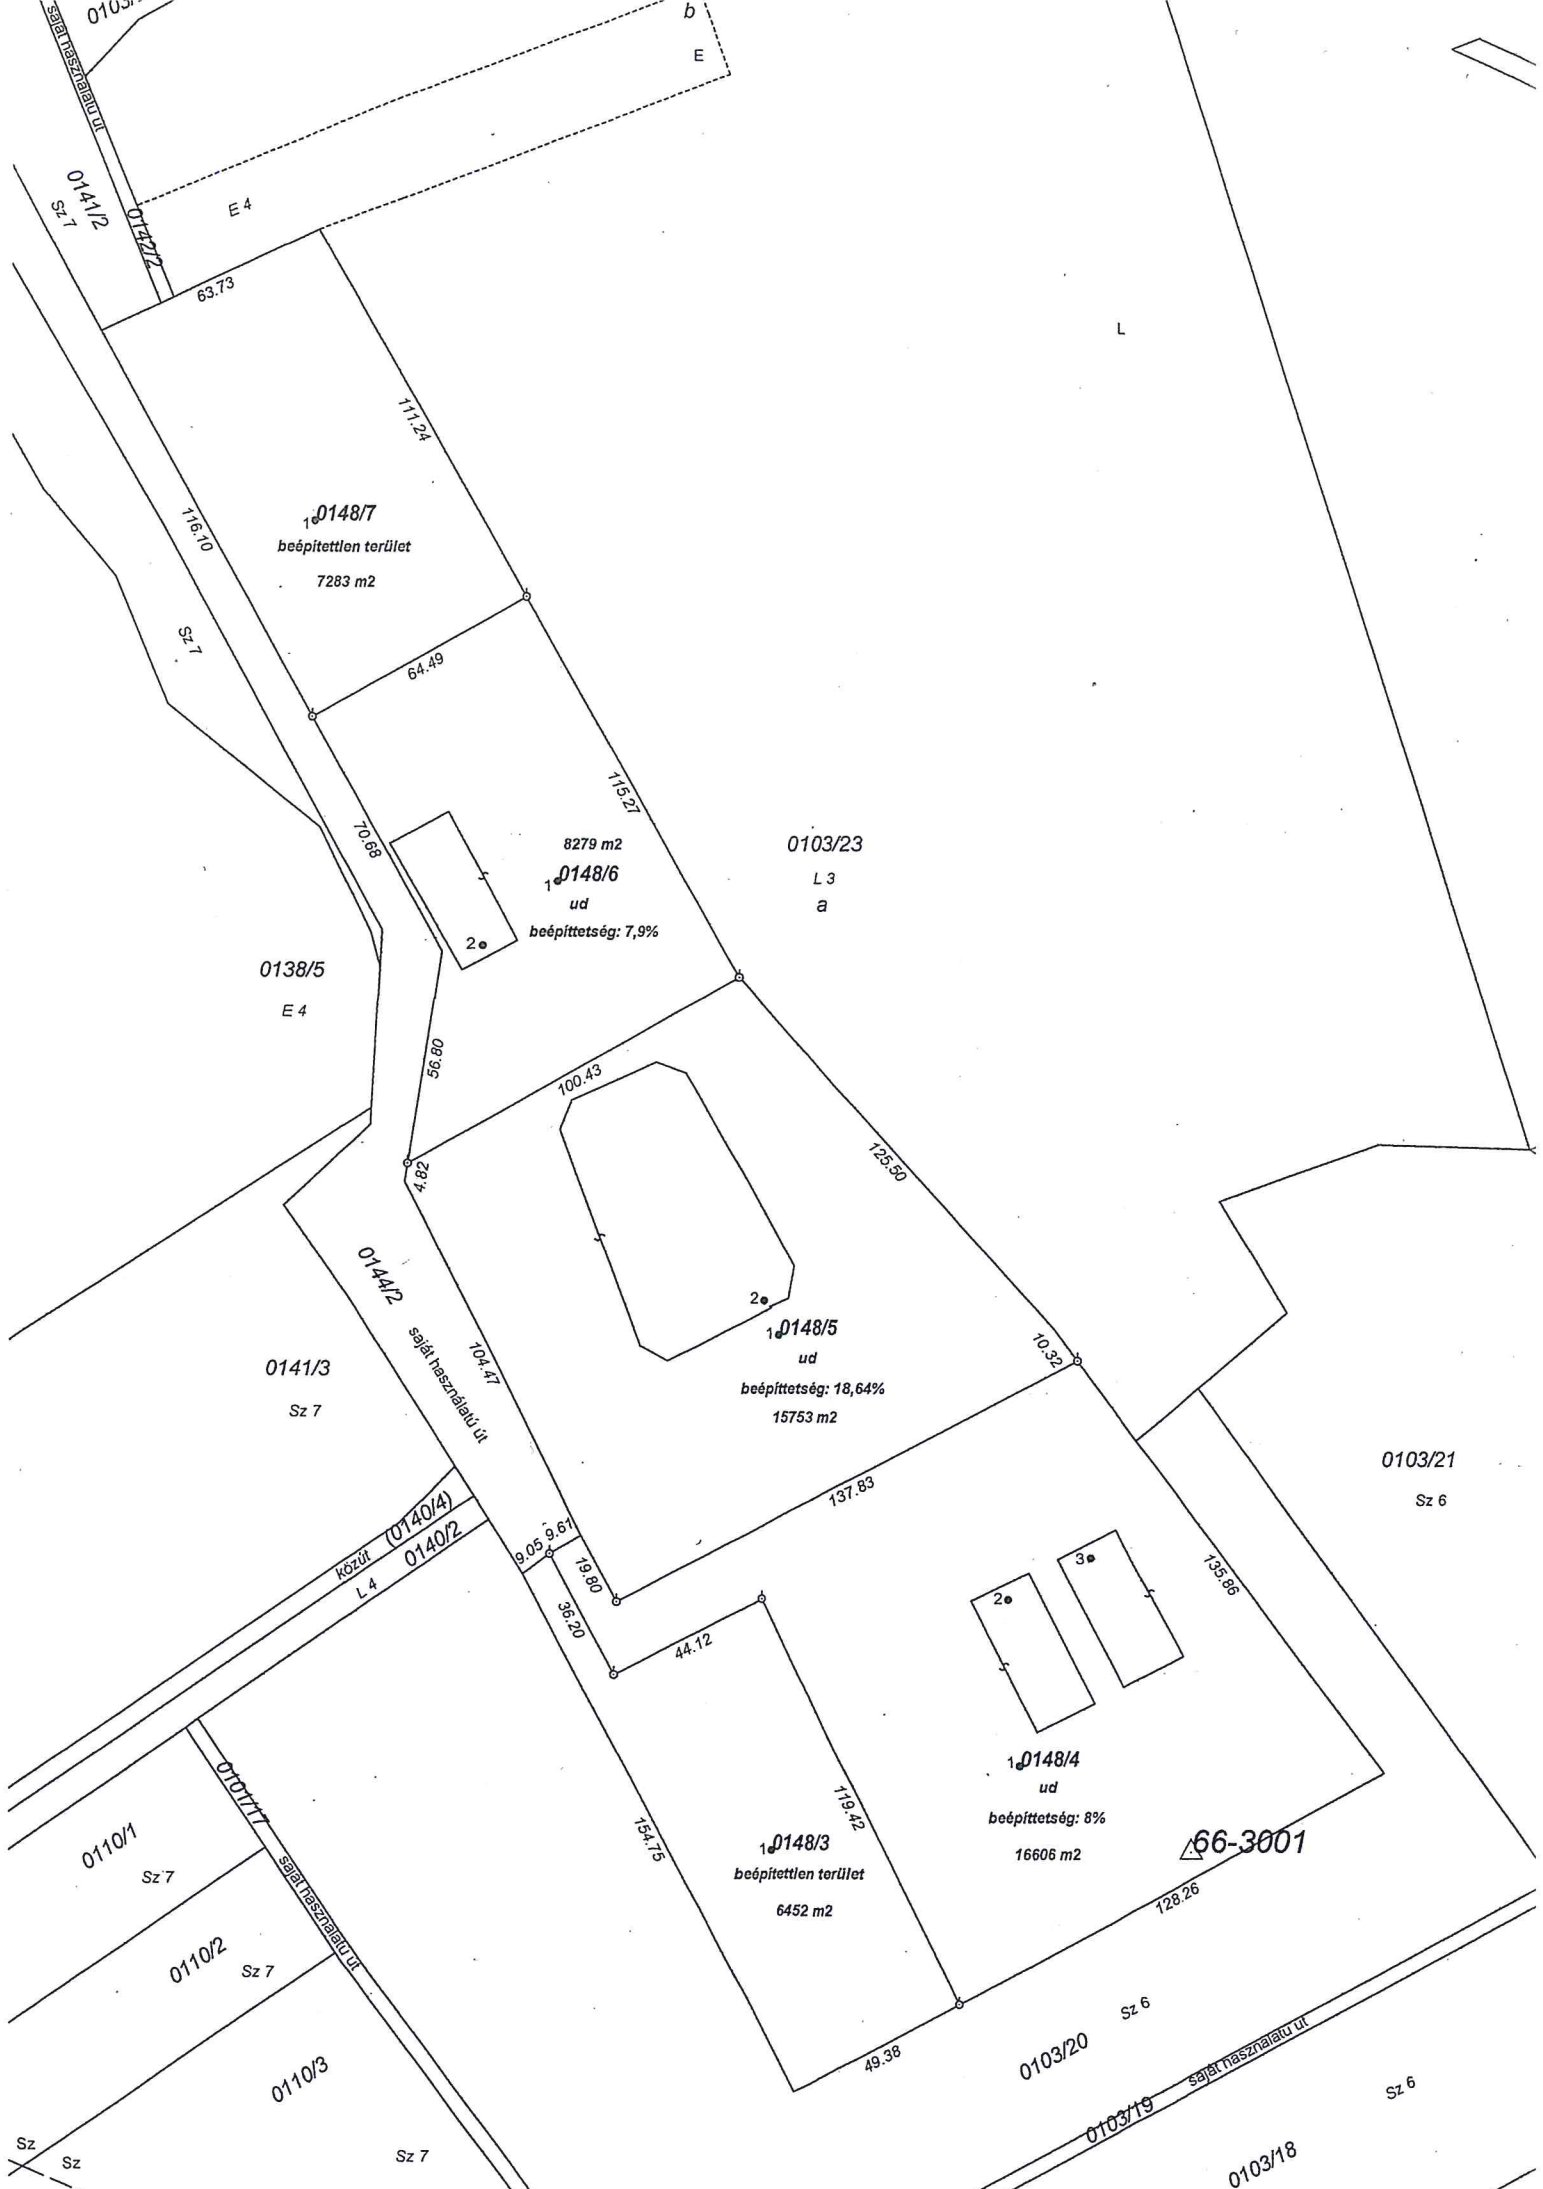 0103/
b
E
saját használatú út
0141/2
Sz 7
0142/2
E 4
63.73
L
111.24
116.10
1 0148/7
beépítettlen terület
7283 m2
Sz 7
64.49
115.27
70.68
8279 m2
1 0148/6
ud
beépíttetség: 7,9%
2
0103/23
L 3
a
0138/5
E 4
56.80
100.43
4.82
125.50
0144/2
saját használatú út
104.47
2
1 0148/5
ud
beépíttetség: 18,64%
15753 m2
10.32
0141/3
Sz 7
137.83
0103/21
Sz 6
közút (0140/4)
0140/2
L 4
9.05 9.61
19.80
36.20
44.12
3
2
135.86
1 0148/4
ud
beépíttetség: 8%
16606 m2
66-3001
119.42
154.75
1 0148/3
beépítettlen terület
6452 m2
128.26
49.38
0101/17
saját használatú út
0110/1
Sz 7
0110/2
Sz 7
0110/3
Sz 7
Sz
Sz
0103/20
Sz 6
saját használatú út
0103/19
Sz 6
0103/18